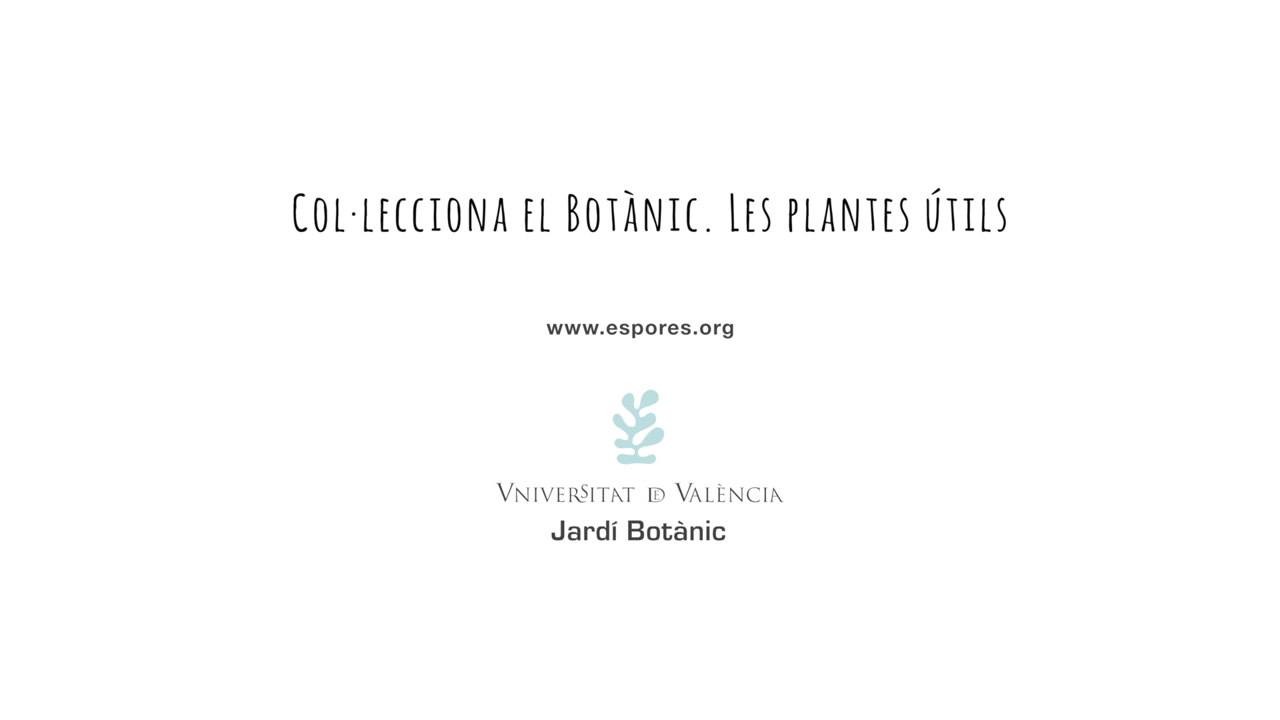 Col·lecciona el Botànic. Les plantes útils
www.espores.org
Vniversitat de València
Jardí Botànic